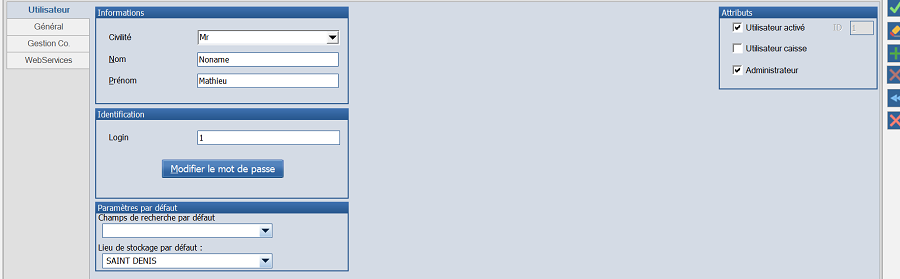 Utilisateur
Général
Gestion Co.
WebServices
Informations
Civilité Mr
Nom Noname
Prénom Mathieu
Identification
Login 1
Modifier le mot de passe
Paramètres par défaut
Champs de recherche par défaut
Lieu de stockage par défaut :
SAINT DENIS
Attributs
Utilisateur activé ID 1
Utilisateur caisse
Administrateur